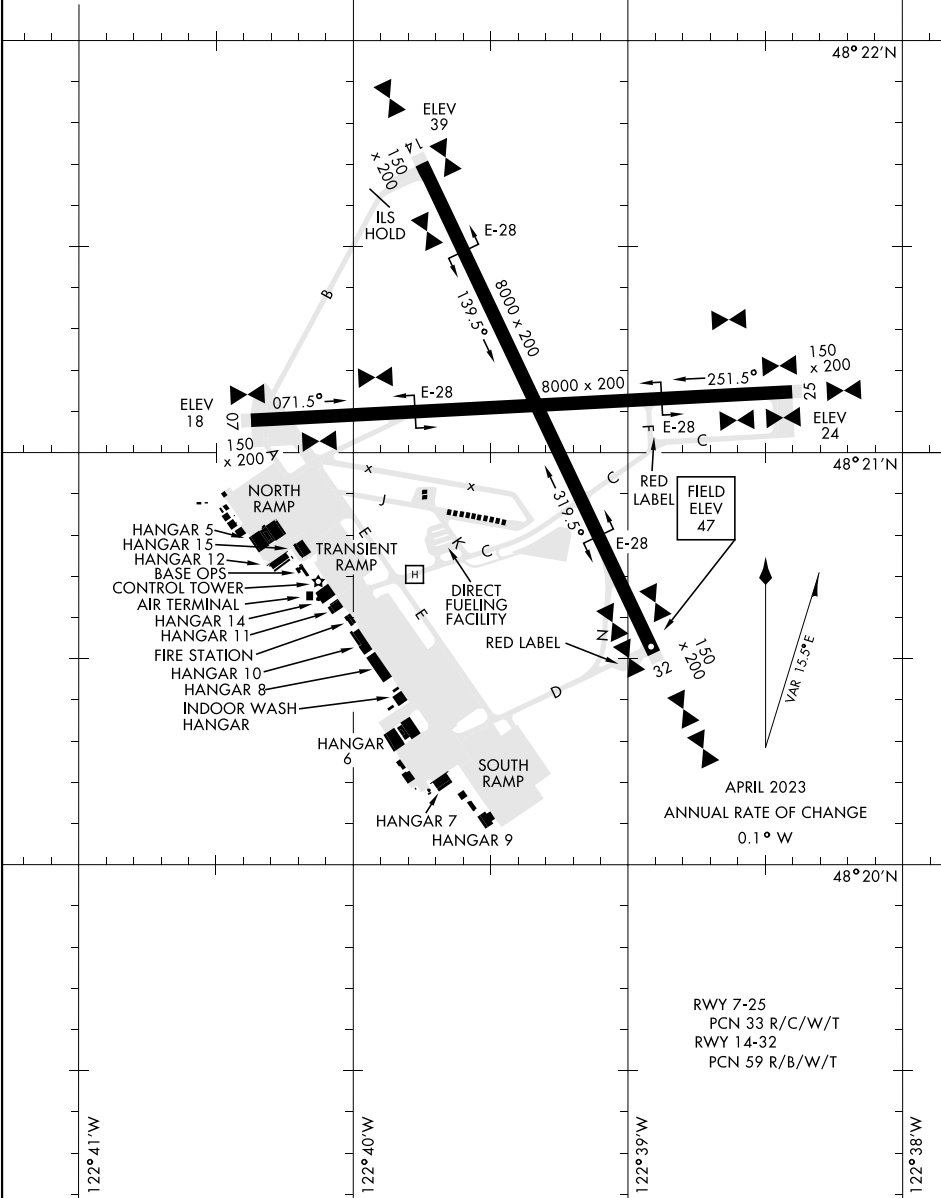 48°22'N
ELEV
39
14
150
x 200
ILS
HOLD
E-28
B
139.5°
8000 x 200
150
x 200
251.5°
8000 x 200
E-28
071.5°
ELEV
18
07
25
ELEV
24
E-28
F
C
150
x 200
A
48°21'N
RED
LABEL
FIELD
ELEV
47
NORTH
RAMP
x
x
J
C
319.5°
HANGAR 5
HANGAR 15
HANGAR 12
BASE OPS
CONTROL TOWER
AIR TERMINAL
HANGAR 14
HANGAR 11
FIRE STATION
HANGAR 10
HANGAR 8
INDOOR WASH
HANGAR
TRANSIENT
RAMP
E
K
C
E-28
H
DIRECT
FUELING
FACILITY
E
RED LABEL
N
32
150
x 200
D
VAR 15.5°E
HANGAR
6
SOUTH
RAMP
HANGAR 7
HANGAR 9
APRIL 2023
ANNUAL RATE OF CHANGE
0.1° W
48°20'N
RWY 7-25
PCN 33 R/C/W/T
RWY 14-32
PCN 59 R/B/W/T
122°41'W
122°40'W
122°39'W
122°38'W